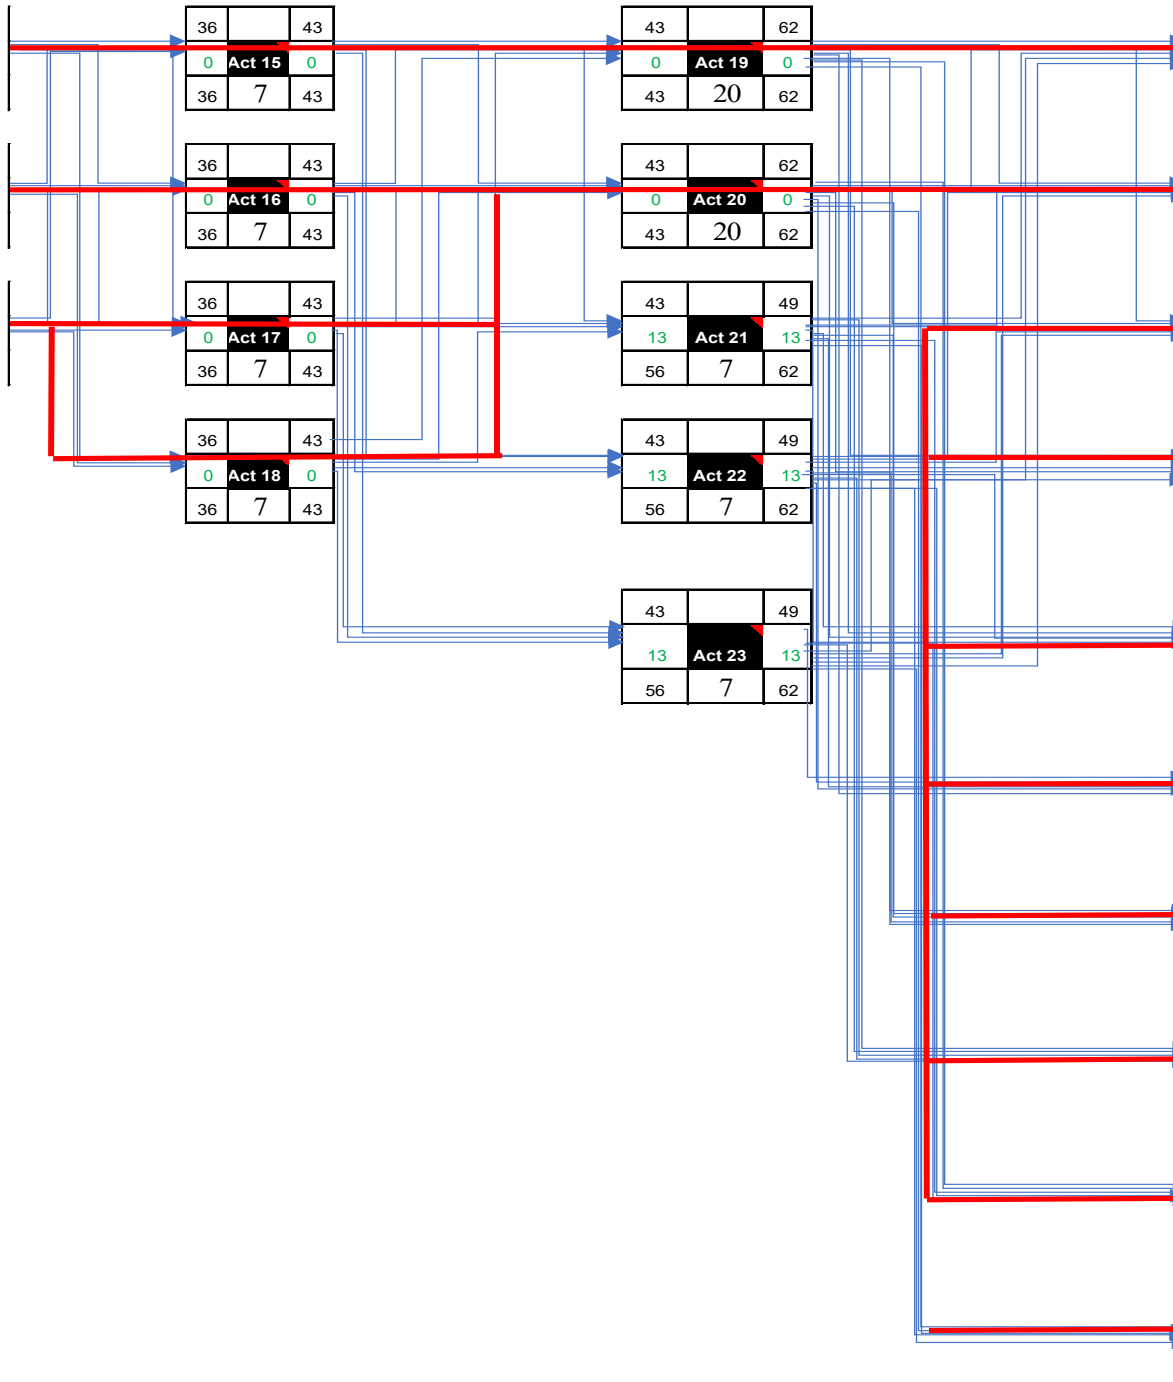 36 43 43 62
0 Act 15 0 0 Act 19 0
36 7 43 43 20 62
36 43 43 62
0 Act 16 0 0 Act 20 0
36 7 43 43 20 62
36 43 43 49
0 Act 17 0 13 Act 21 13
36 7 43 56 7 62
36 43 43 49
0 Act 18 0 13 Act 22 13
36 7 43 56 7 62
43 49
13 Act 23 13
56 7 62